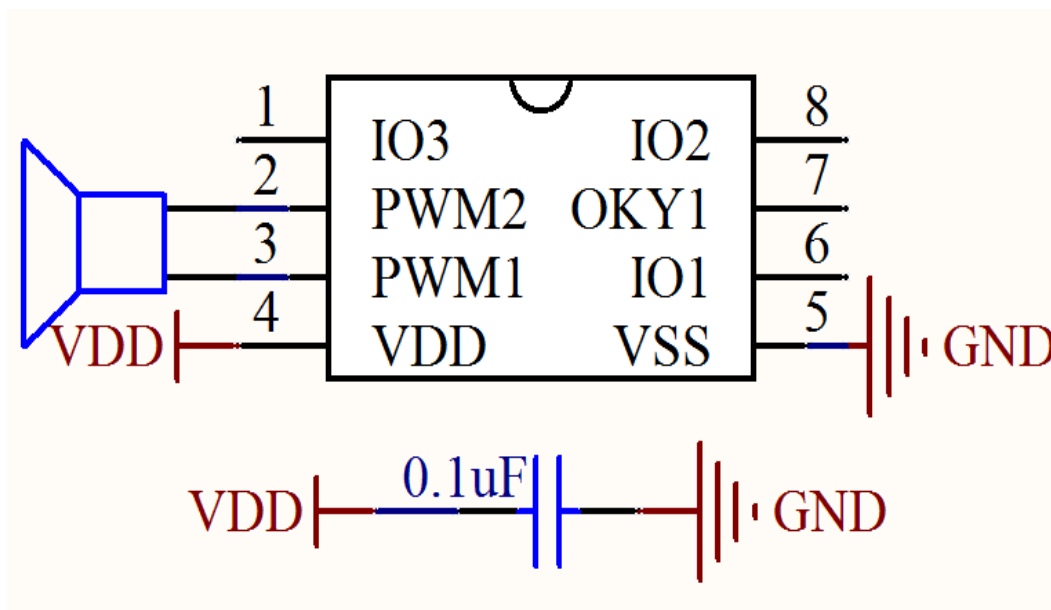 1 IO3 IO2 8
2 PWM2 OKY1 7
3 PWM1 IO1 6
VDD 4 VDD VSS 5 GND
0.1uF
VDD GND